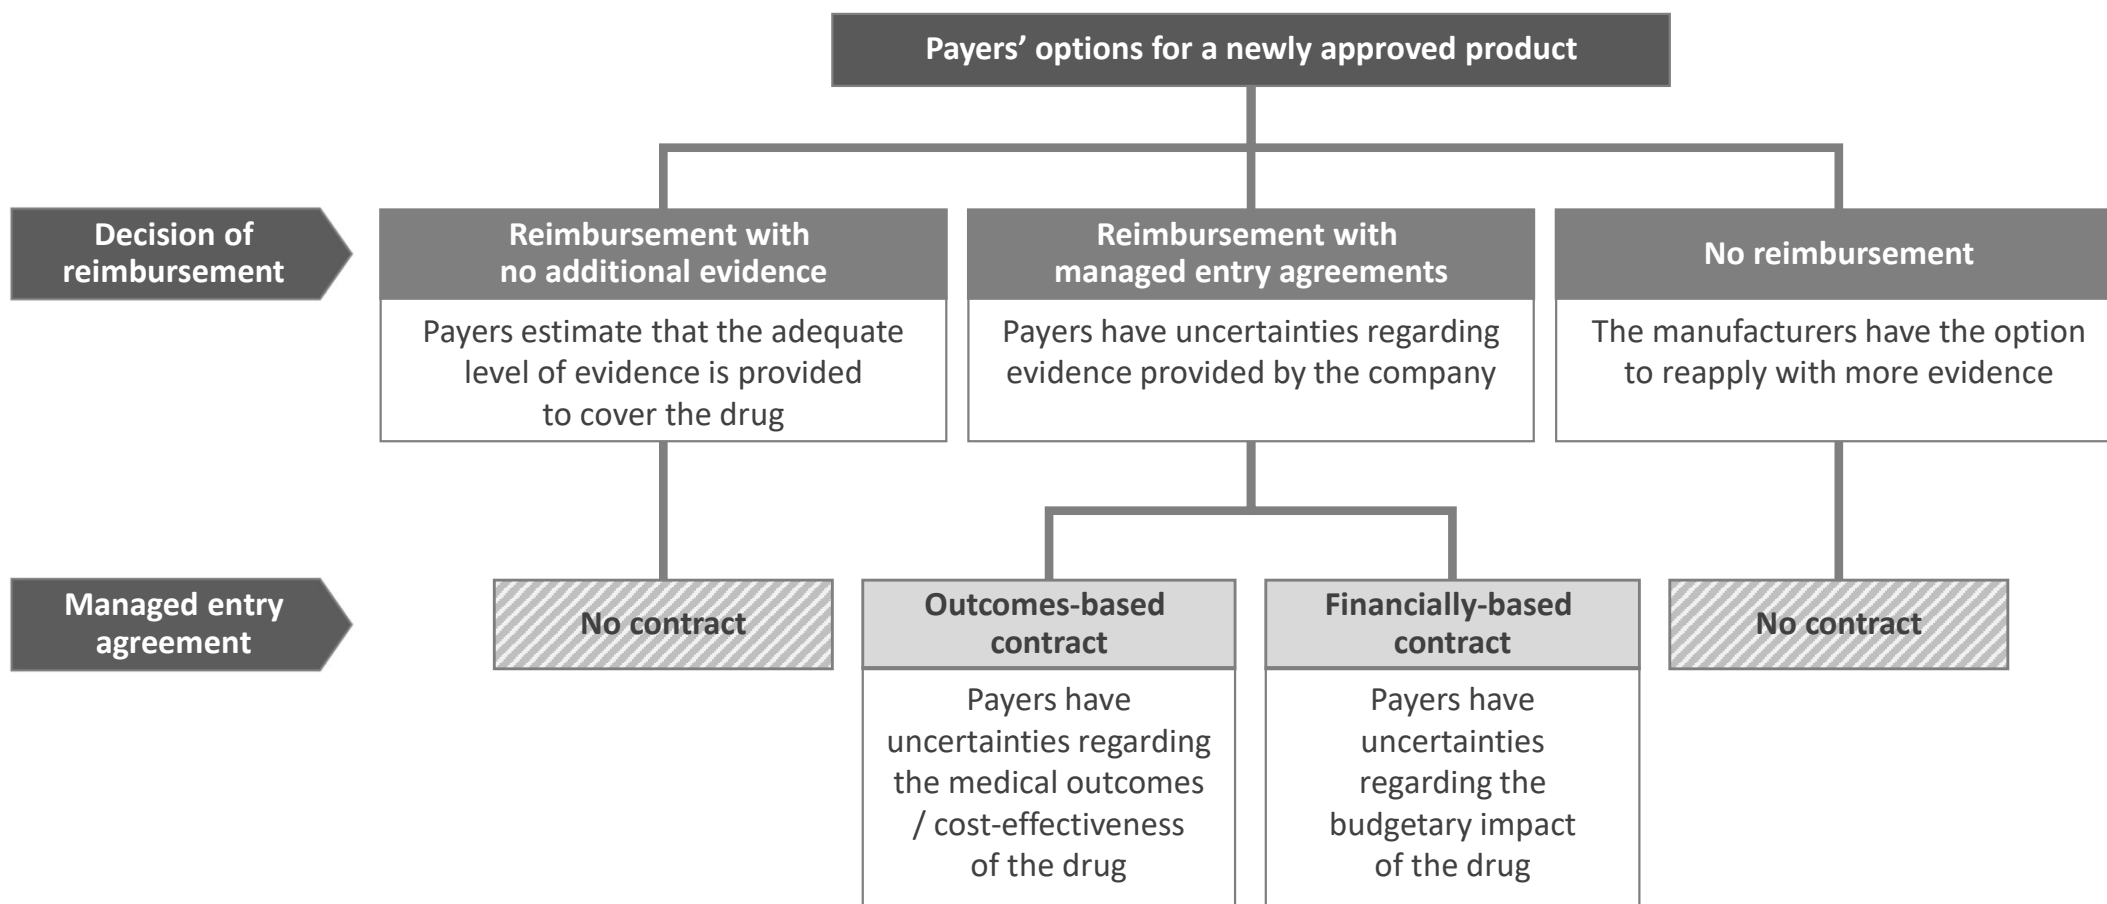 Payers’ options for a newly approved product
Decision of
reimbursement
Reimbursement with
no additional evidence
Payers estimate that the adequate
level of evidence is provided
to cover the drug
Reimbursement with
managed entry agreements
Payers have uncertainties regarding
evidence provided by the company
No reimbursement
The manufacturers have the option
to reapply with more evidence
Managed entry
agreement
No contract
Outcomes-based
contract
Payers have
uncertainties regarding
the medical outcomes
/ cost-effectiveness
of the drug
Financially-based
contract
Payers have
uncertainties
regarding the
budgetary impact
of the drug
No contract